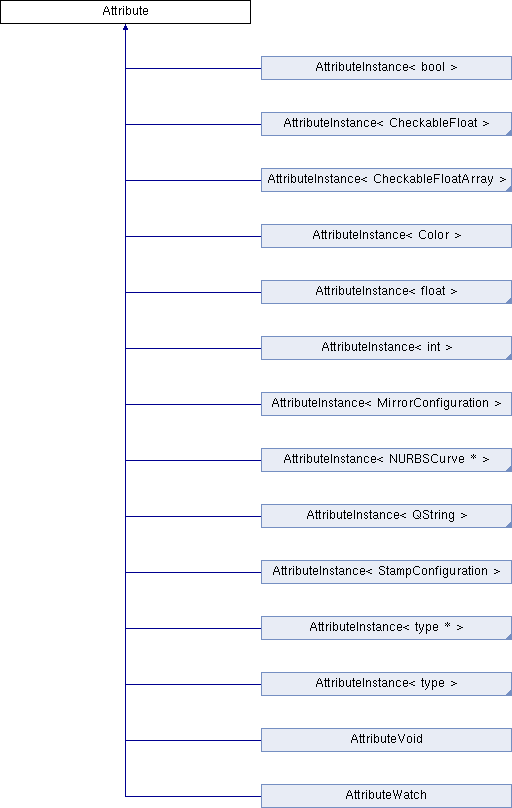 Attribute
AttributeInstance< bool >
AttributeInstance< CheckableFloat >
AttributeInstance< CheckableFloatArray >
AttributeInstance< Color >
AttributeInstance< float >
AttributeInstance< int >
AttributeInstance< MirrorConfiguration >
AttributeInstance< NURBSCurve * >
AttributeInstance< QString >
AttributeInstance< StampConfiguration >
AttributeInstance< type * >
AttributeInstance< type >
AttributeVoid
AttributeWatch